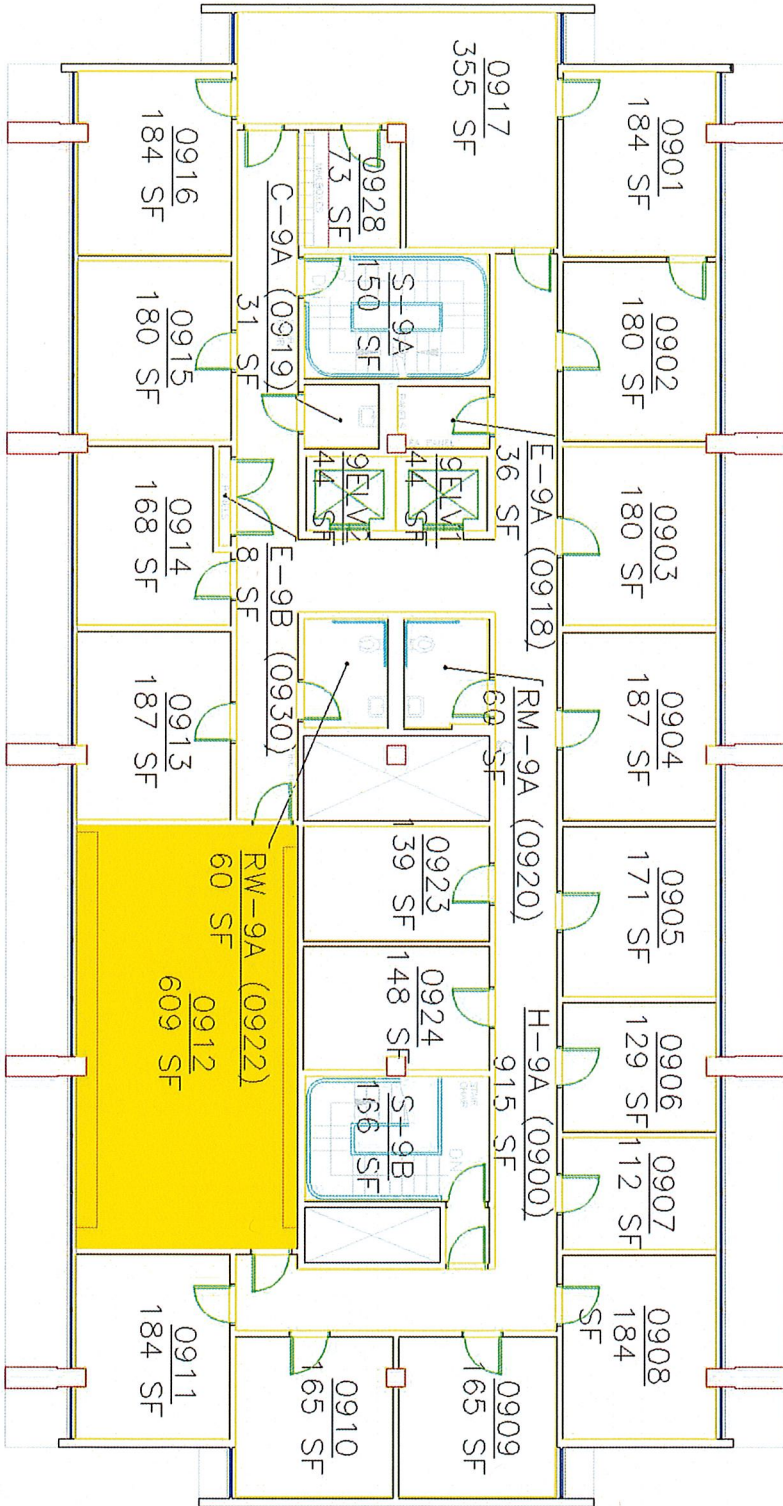 0917
355 SF
0901
184 SF
0916
184 SF
0928
73 SF
C-9A (0919)
31 SF
S-9A
150 SF
0902
180 SF
0915
180 SF
E-9A (0918)
36 SF
9ELV1
44 SF
9ELV2
44 SF
0903
180 SF
0914
168 SF
E-9B (0930)
8 SF
RM-9A (0920)
60 SF
0904
187 SF
0913
187 SF
RW-9A (0922)
60 SF
0923
139 SF
0905
171 SF
0924
148 SF
H-9A (0900)
915 SF
0906
129 SF
0912
609 SF
S-9B
166 SF
DN
0907
112 SF
0908
184
SF
0911
184 SF
0910
165 SF
0909
165 SF